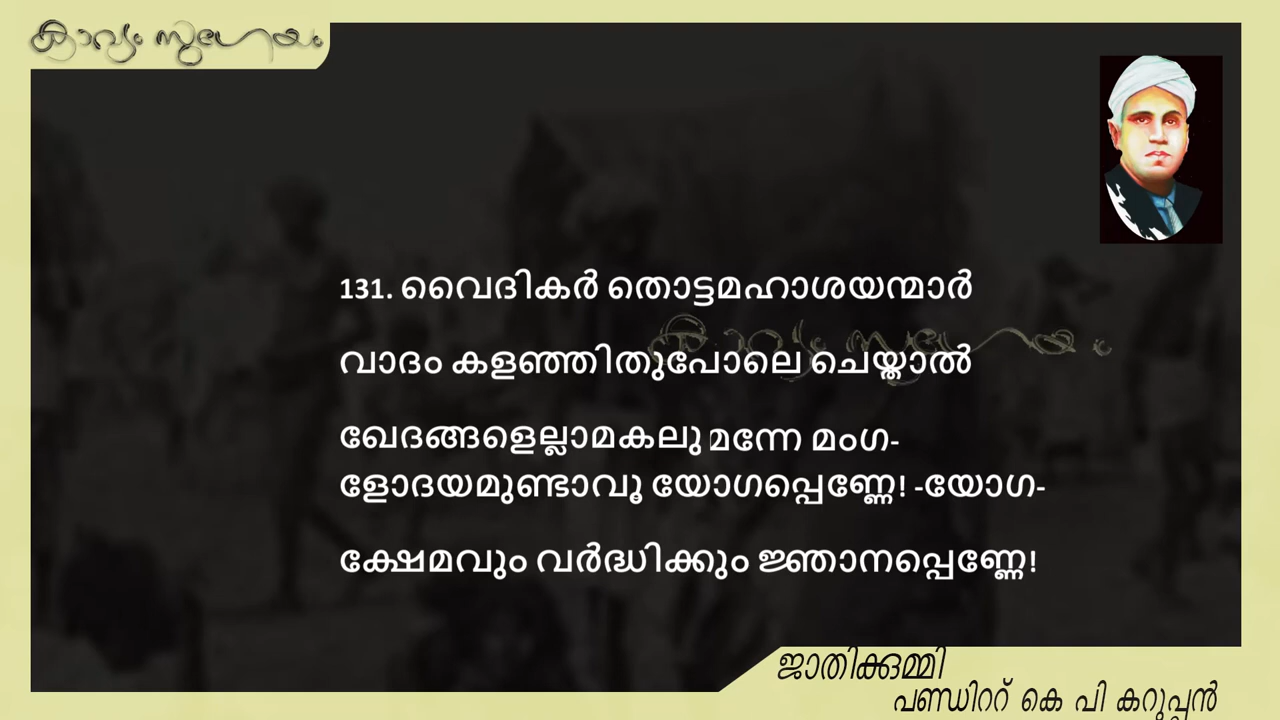 കാവ്യം സുഗേയം
131. വൈദികർ തൊട്ടമഹാശയന്മാർ
കാവ്യം സുഗേയം
വാദം കളഞ്ഞിതുപോലെ ചെയ്താൽ
ഖേദങ്ങളെല്ലാമകലു മന്നേ മംഗ-
ളോദയമുണ്ടാവൂ യോഗപ്പെണ്ണേ! -യോഗ-
ക്ഷേമവും വർദ്ധിക്കും ജ്ഞാനപ്പെണ്ണേ!
ജാതിക്കുമ്മി
പണ്ഡിററ് കെ പി കറുപ്പൻ